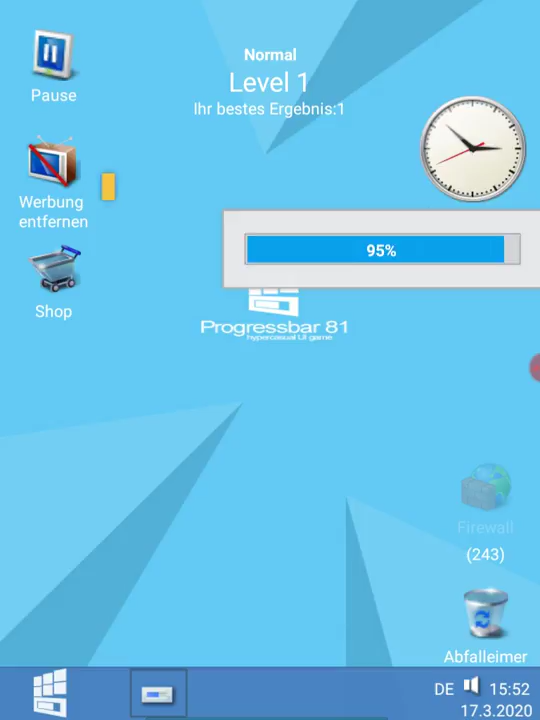 Normal
Level 1
Ihr bestes Ergebnis:1
Pause
Werbung
entfernen
Shop
95%
Progressbar 81
hypercasual UI game
Firewall
(243)
Abfalleimer
DE 15:52
17.3.2020